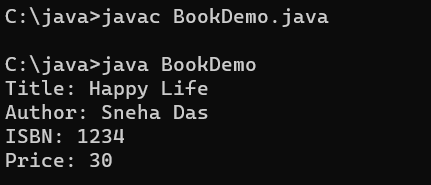 C:\java>javac BookDemo.java
C:\java>java BookDemo
Title: Happy Life
Author: Sneha Das
ISBN: 1234
Price: 30